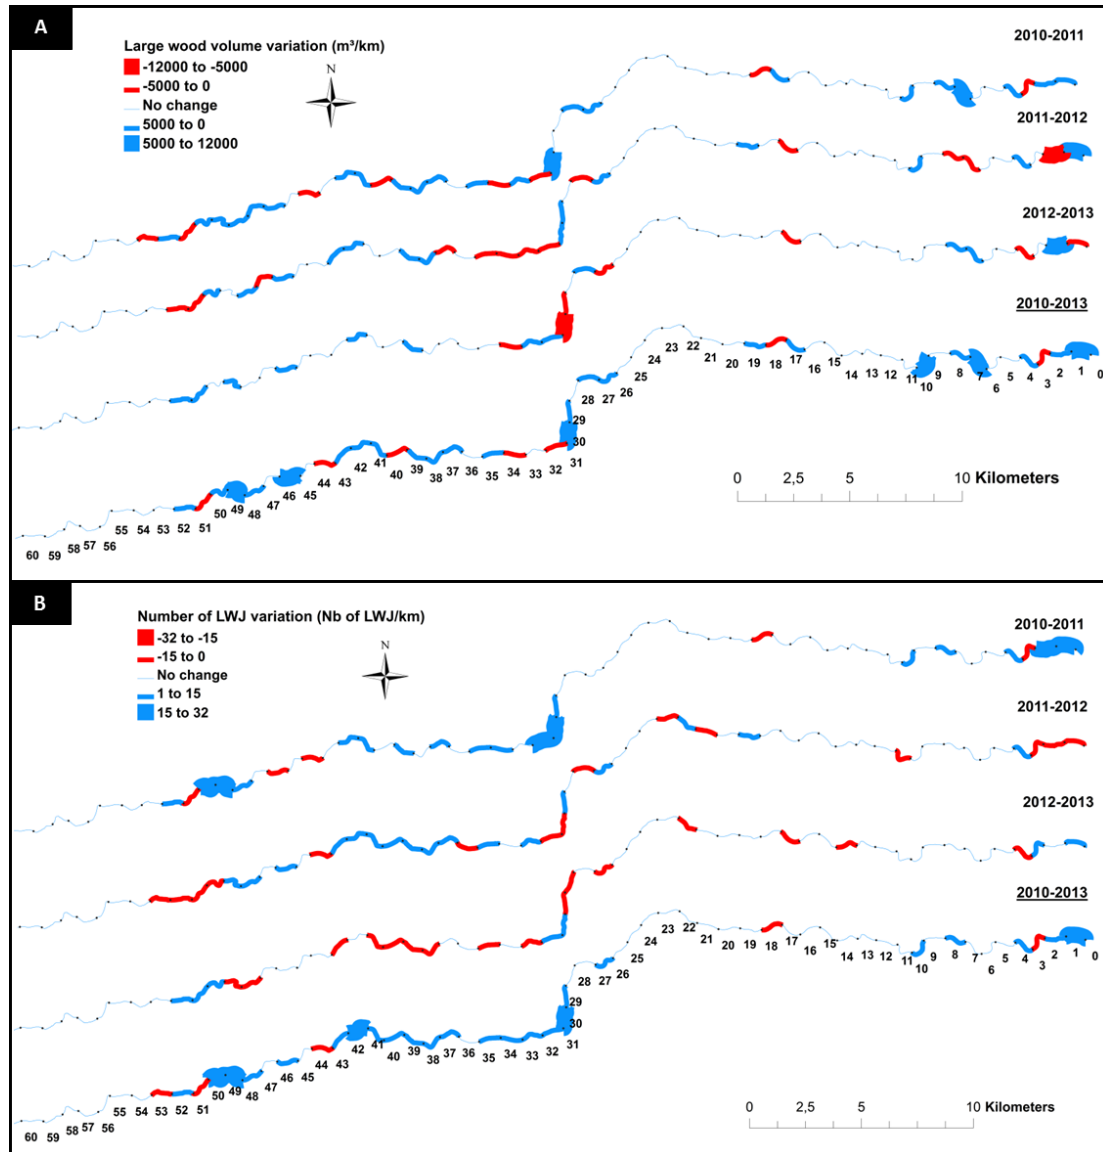 A
Large wood volume variation (m³/km)
-12000 to -5000
-5000 to 0
No change
5000 to 0
5000 to 12000
N
2010-2011
2011-2012
2012-2013
2010-2013
60 59 58 57 56 55 54 53 52 51 50 49 48 47 46 45 44 43 42 41 40 39 38 37 36 35 34 33 32 31 30 29 28 27 26 25 24 23 22 21 20 19 18 17 16 15 14 13 12 11 10 9 8 7 6 5 4 3 2 1 0
0 2,5 5 10 Kilometers
B
Number of LWJ variation (Nb of LWJ/km)
-32 to -15
-15 to 0
No change
1 to 15
15 to 32
N
2010-2011
2011-2012
2012-2013
2010-2013
60 59 58 57 56 55 54 53 52 51 50 49 48 47 46 45 44 43 42 41 40 39 38 37 36 35 34 33 32 31 30 29 28 27 26 25 24 23 22 21 20 19 18 17 16 15 14 13 12 11 10 9 8 7 6 5 4 3 2 1 0
0 5 10 Kilometers